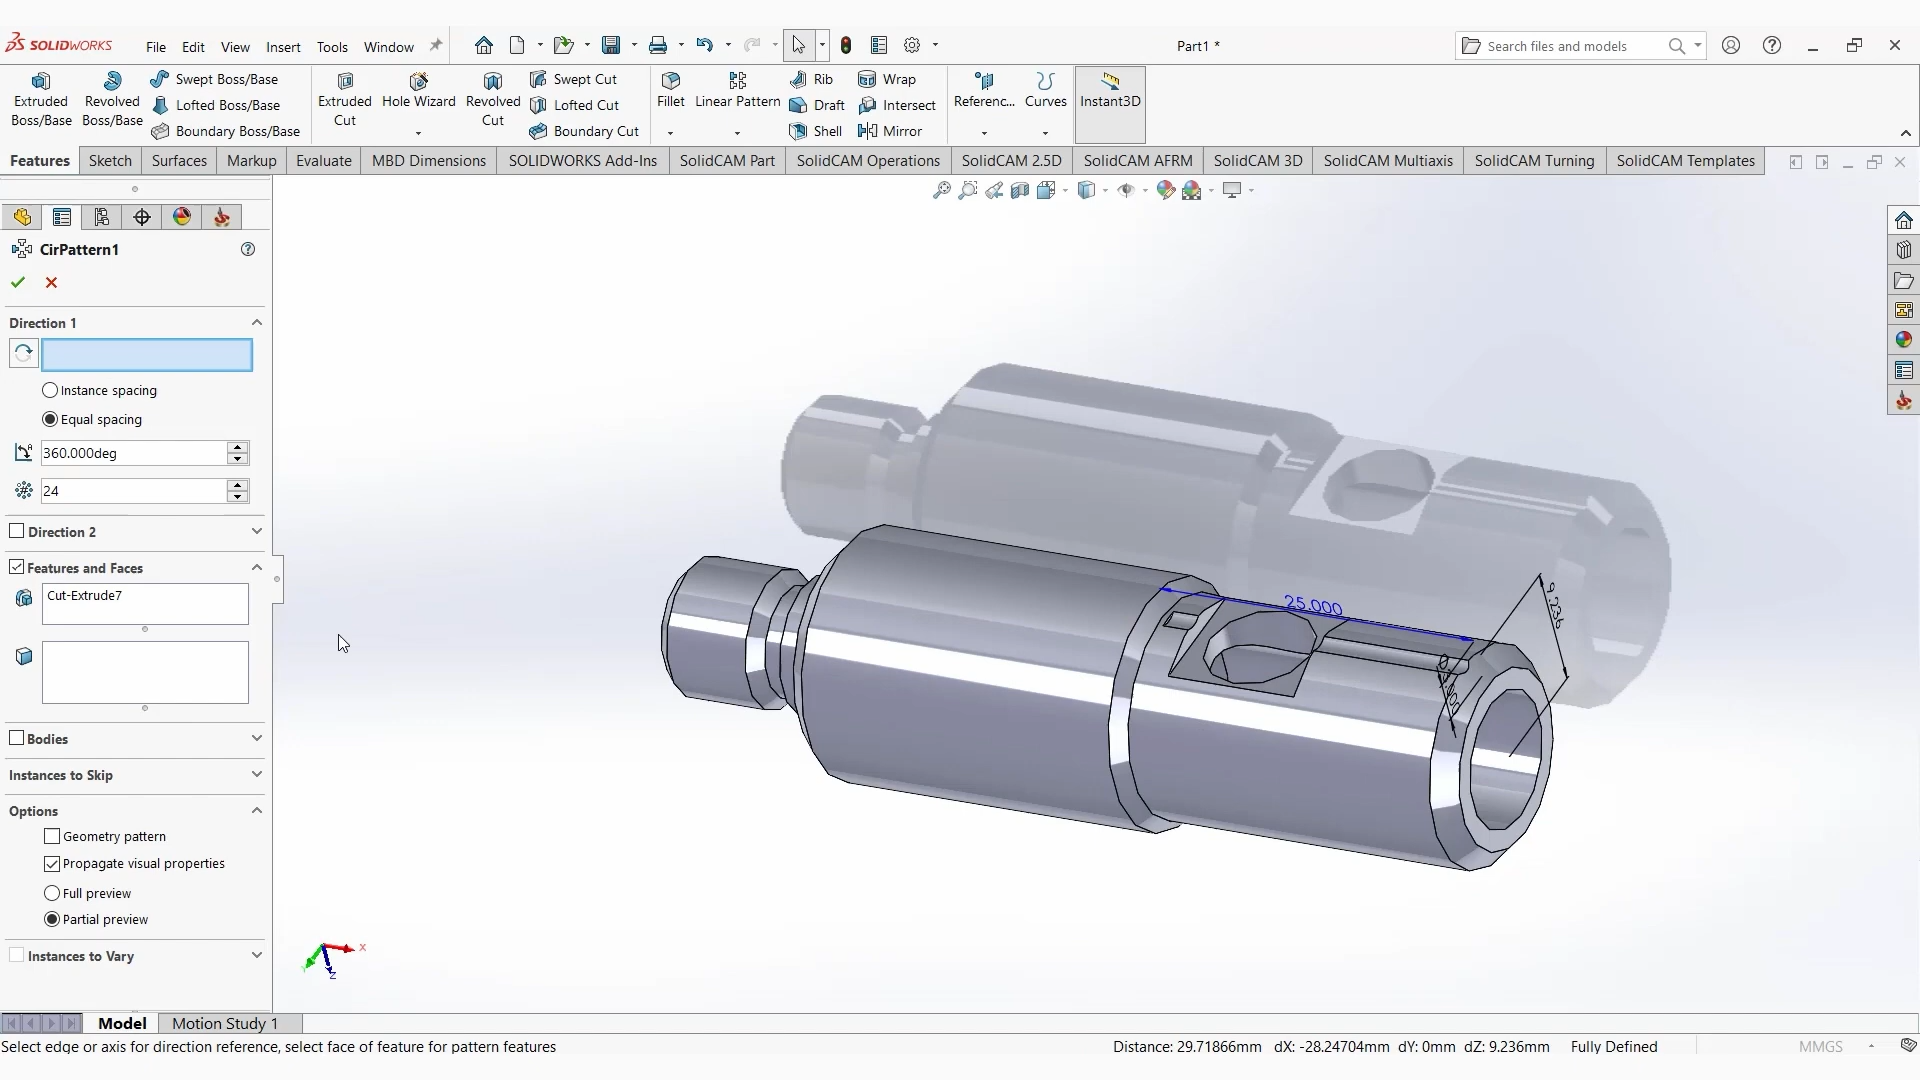 SOLIDWORKS
File Edit View Insert Tools Window
Part1 *
Search files and models
Extruded Boss/Base
Revolved Boss/Base
Swept Boss/Base
Lofted Boss/Base
Boundary Boss/Base
Extruded Cut
Hole Wizard
Revolved Cut
Swept Cut
Lofted Cut
Boundary Cut
Fillet
Linear Pattern
Rib
Draft
Shell
Wrap
Intersect
Mirror
Referenc...
Curves
Instant3D
Features Sketch Surfaces Markup Evaluate MBD Dimensions SOLIDWORKS Add-Ins SolidCAM Part SolidCAM Operations SolidCAM 2.5D SolidCAM AFRM SolidCAM 3D SolidCAM Multiaxis SolidCAM Turning SolidCAM Templates
CirPattern1
Direction 1
Instance spacing
Equal spacing
360.000deg
24
Direction 2
Features and Faces
Cut-Extrude7
Bodies
Instances to Skip
Options
Geometry pattern
Propagate visual properties
Full preview
Partial preview
Instances to Vary
25.000
9.236
X
Z
Model Motion Study 1
Select edge or axis for direction reference, select face of feature for pattern features
Distance: 29.71866mm dX: -28.24704mm dY: 0mm dZ: 9.236mm Fully Defined MMGS